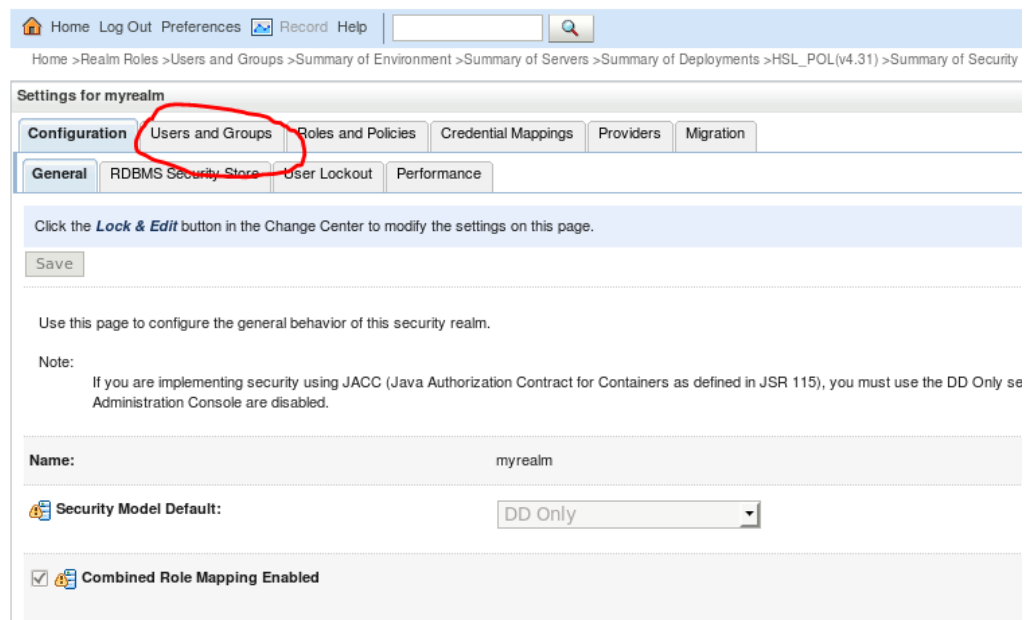 Home Log Out Preferences Record Help
Home >Realm Roles >Users and Groups >Summary of Environment >Summary of Servers >Summary of Deployments >HSL_POL(v4.31) >Summary of Security
Settings for myrealm
Configuration Users and Groups Roles and Policies Credential Mappings Providers Migration
General RDBMS Security Store User Lockout Performance
Click the Lock & Edit button in the Change Center to modify the settings on this page.
Save
Use this page to configure the general behavior of this security realm.
Note:
If you are implementing security using JACC (Java Authorization Contract for Containers as defined in JSR 115), you must use the DD Only se
Administration Console are disabled.
Name: myrealm
Security Model Default: DD Only
Combined Role Mapping Enabled